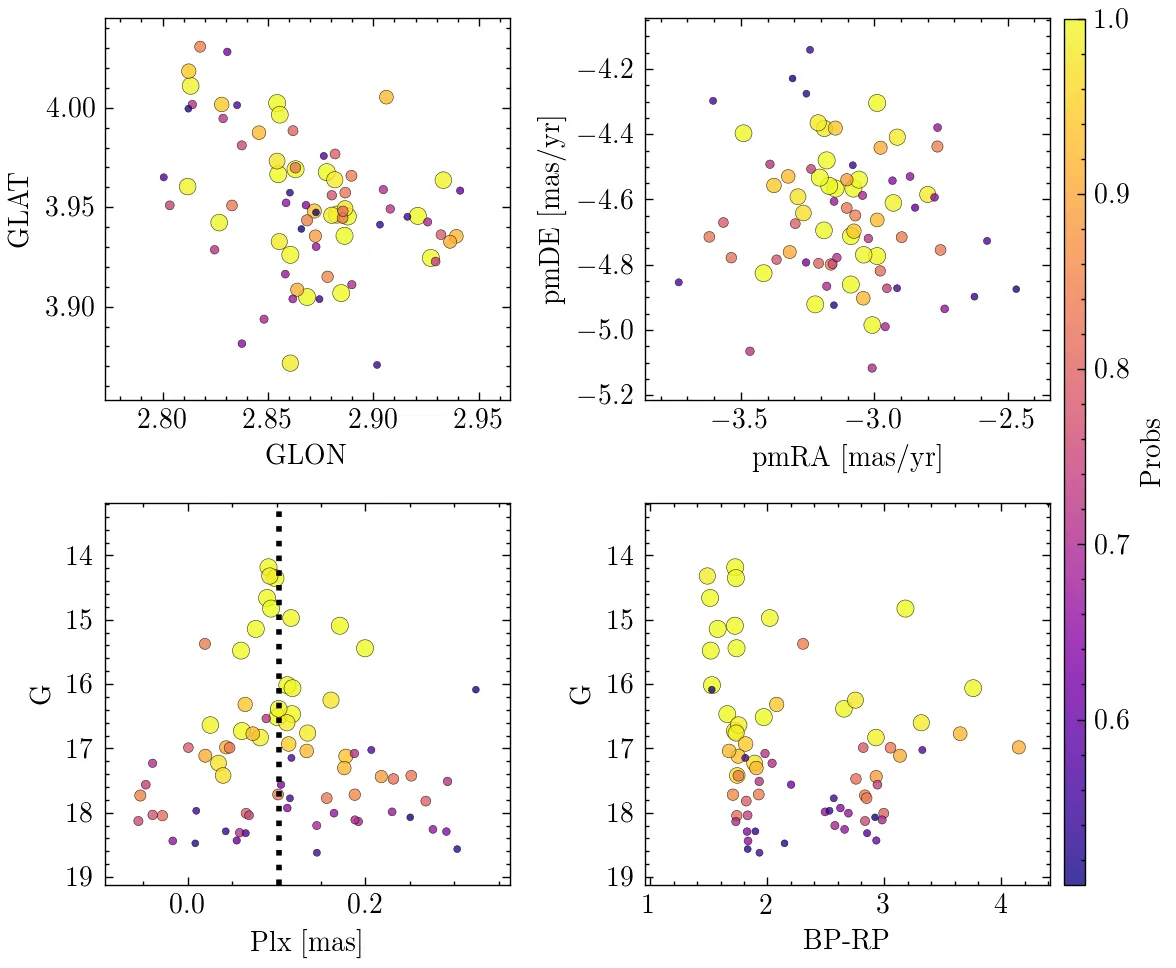 4.00
3.95
3.90
GLAT
2.80 2.85 2.90 2.95
GLON
−4.2
−4.4
−4.6
−4.8
−5.0
−5.2
pmDE [mas/yr]
−3.5 −3.0 −2.5
pmRA [mas/yr]
1.0
0.9
0.8
0.7
0.6
Probs
14
15
16
17
18
19
G
0.0 0.2
Plx [mas]
14
15
16
17
18
19
G
1 2 3 4
BP-RP